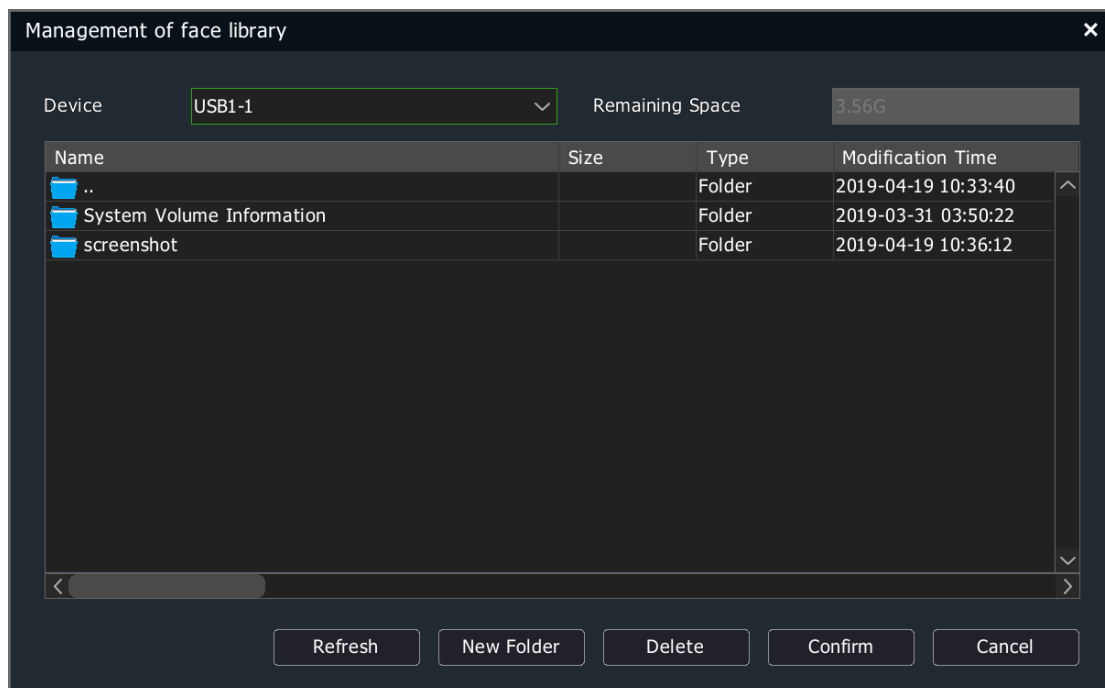 Management of face library
Device USB1-1 Remaining Space 3.56G
Name Size Type Modification Time
.. Folder 2019-04-19 10:33:40
System Volume Information Folder 2019-03-31 03:50:22
screenshot Folder 2019-04-19 10:36:12
Refresh New Folder Delete Confirm Cancel